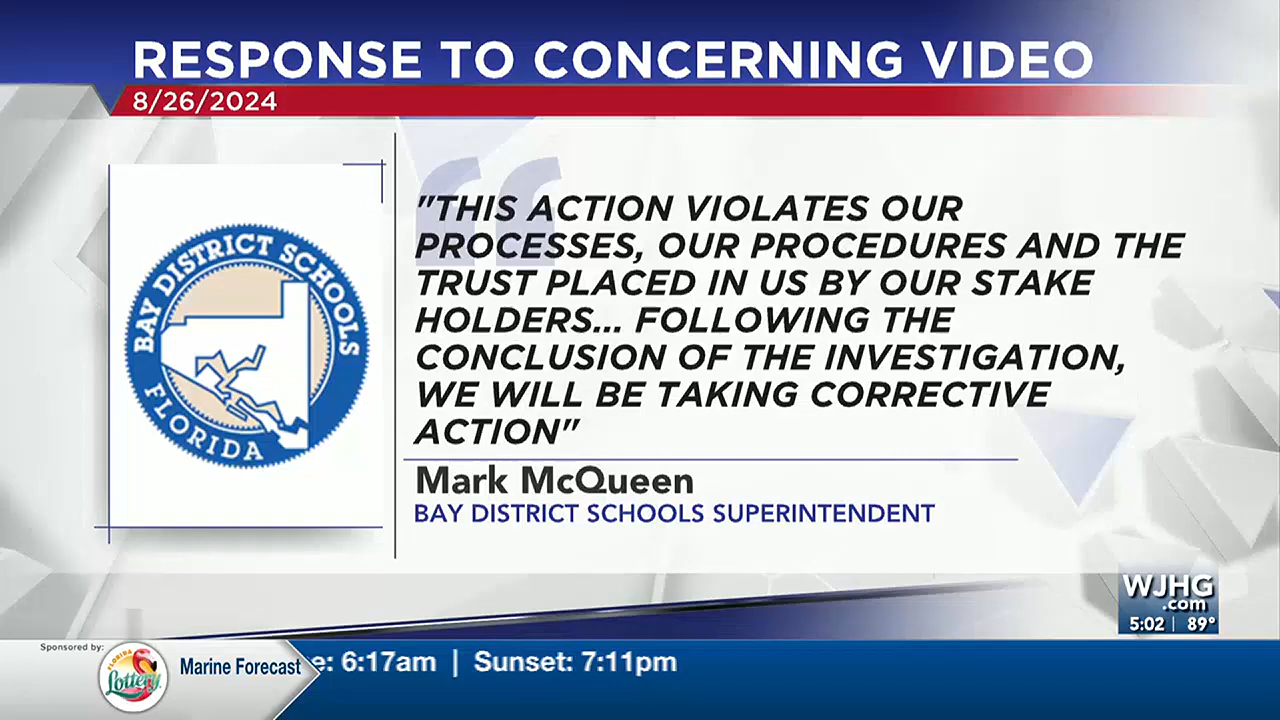 RESPONSE TO CONCERNING VIDEO
8/26/2024
BAY DISTRICT SCHOOLS
FLORIDA
"THIS ACTION VIOLATES OUR
PROCESSES, OUR PROCEDURES AND THE
TRUST PLACED IN US BY OUR STAKE
HOLDERS... FOLLOWING THE
CONCLUSION OF THE INVESTIGATION,
WE WILL BE TAKING CORRECTIVE
ACTION"
Mark McQueen
BAY DISTRICT SCHOOLS SUPERINTENDENT
WJHG
.com
5:02 | 89°
Sponsored by:
FLORIDA
Lottery
Marine Forecast
e: 6:17am | Sunset: 7:11pm